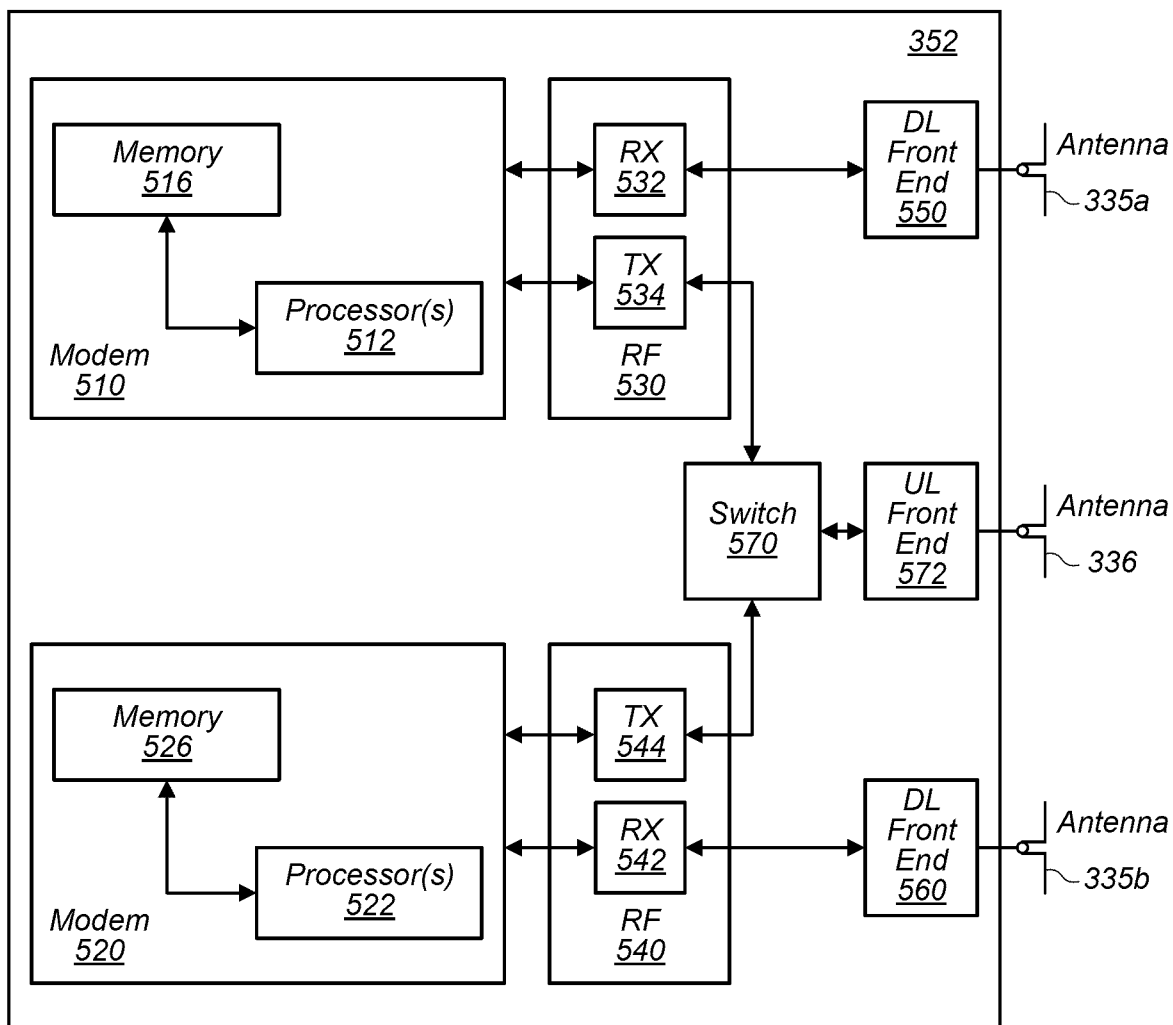 352
Memory
516
Processor(s)
512
Modem
510
RX
532
TX
534
RF
530
DL
Front
End
550
Antenna
335a
Switch
570
UL
Front
End
572
Antenna
336
Memory
526
Processor(s)
522
Modem
520
TX
544
RX
542
RF
540
DL
Front
End
560
Antenna
335b